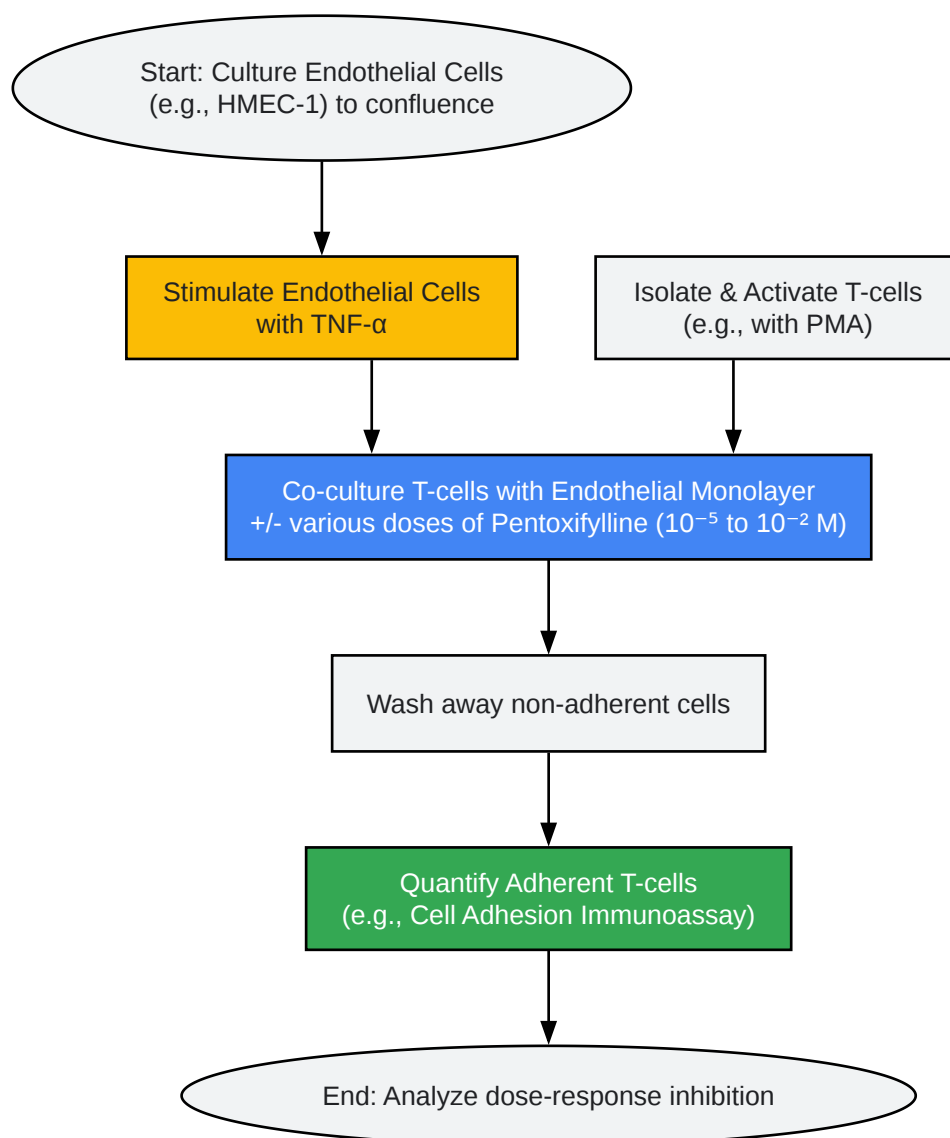 Start: Culture Endothelial Cells
(e.g., HMEC-1) to confluence
Stimulate Endothelial Cells
with TNF-α
Isolate & Activate T-cells
(e.g., with PMA)
Co-culture T-cells with Endothelial Monolayer
+/- various doses of Pentoxifylline (10⁻⁵ to 10⁻² M)
Wash away non-adherent cells
Quantify Adherent T-cells
(e.g., Cell Adhesion Immunoassay)
End: Analyze dose-response inhibition